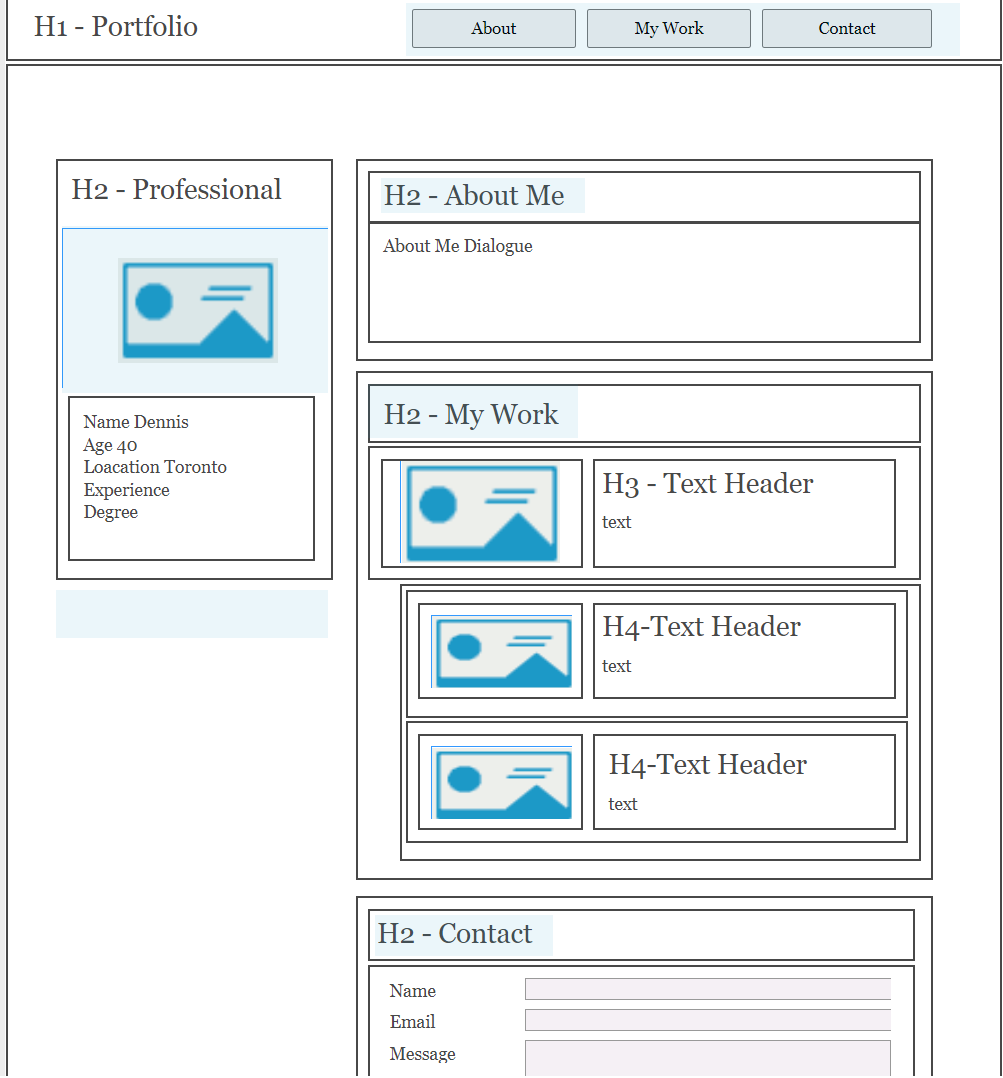 H1 - Portfolio
About
My Work
Contact
H2 - Professional
Name Dennis
Age 40
Loacation Toronto
Experience
Degree
H2 - About Me
About Me Dialogue
H2 - My Work
H3 - Text Header
text
H4-Text Header
text
H4-Text Header
text
H2 - Contact
Name
Email
Message